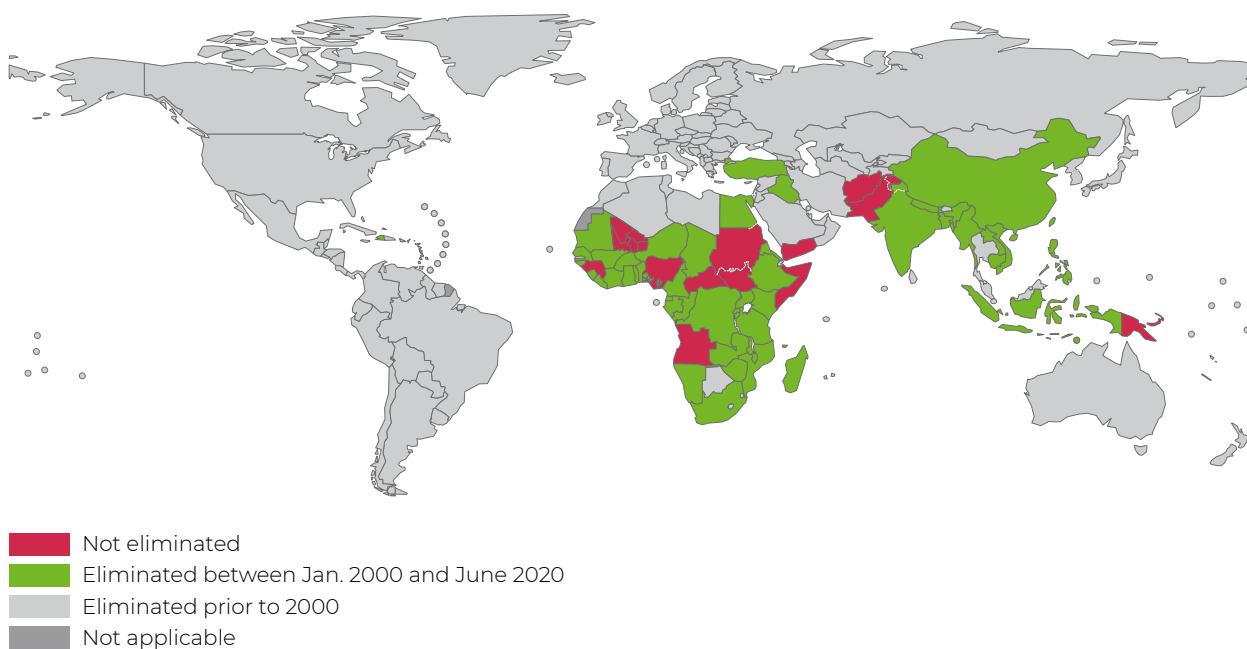 Not eliminated
Eliminated between Jan. 2000 and June 2020
Eliminated prior to 2000
Not applicable